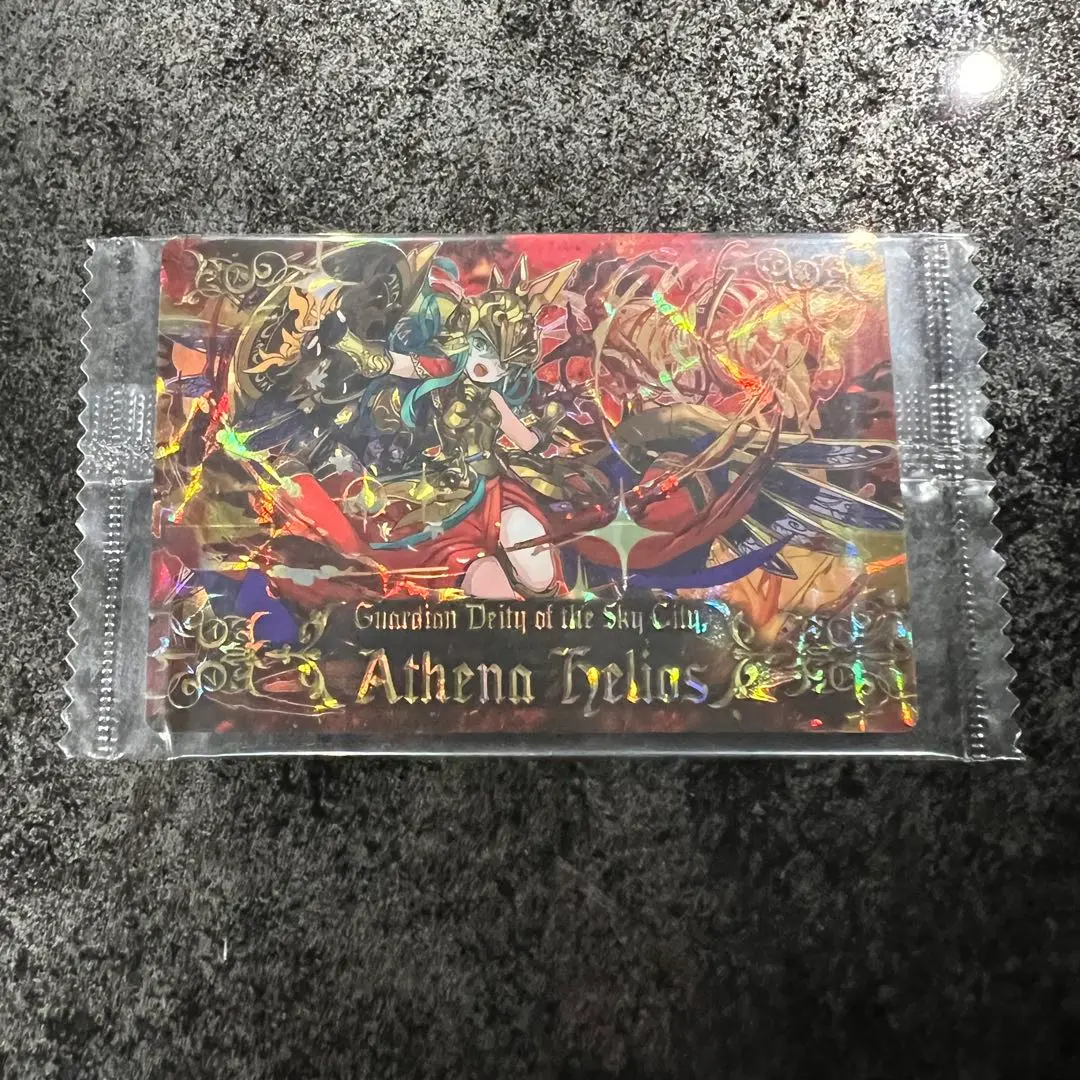 Guardian Deity of the Sky City,
Athena Helios